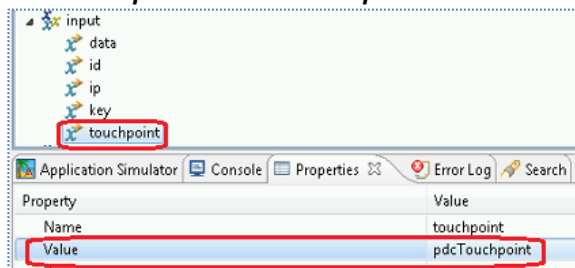 input
data
id
ip
key
touchpoint
Application Simulator Console Properties Error Log Search
Property Value
Name touchpoint
Value pdcTouchpoint